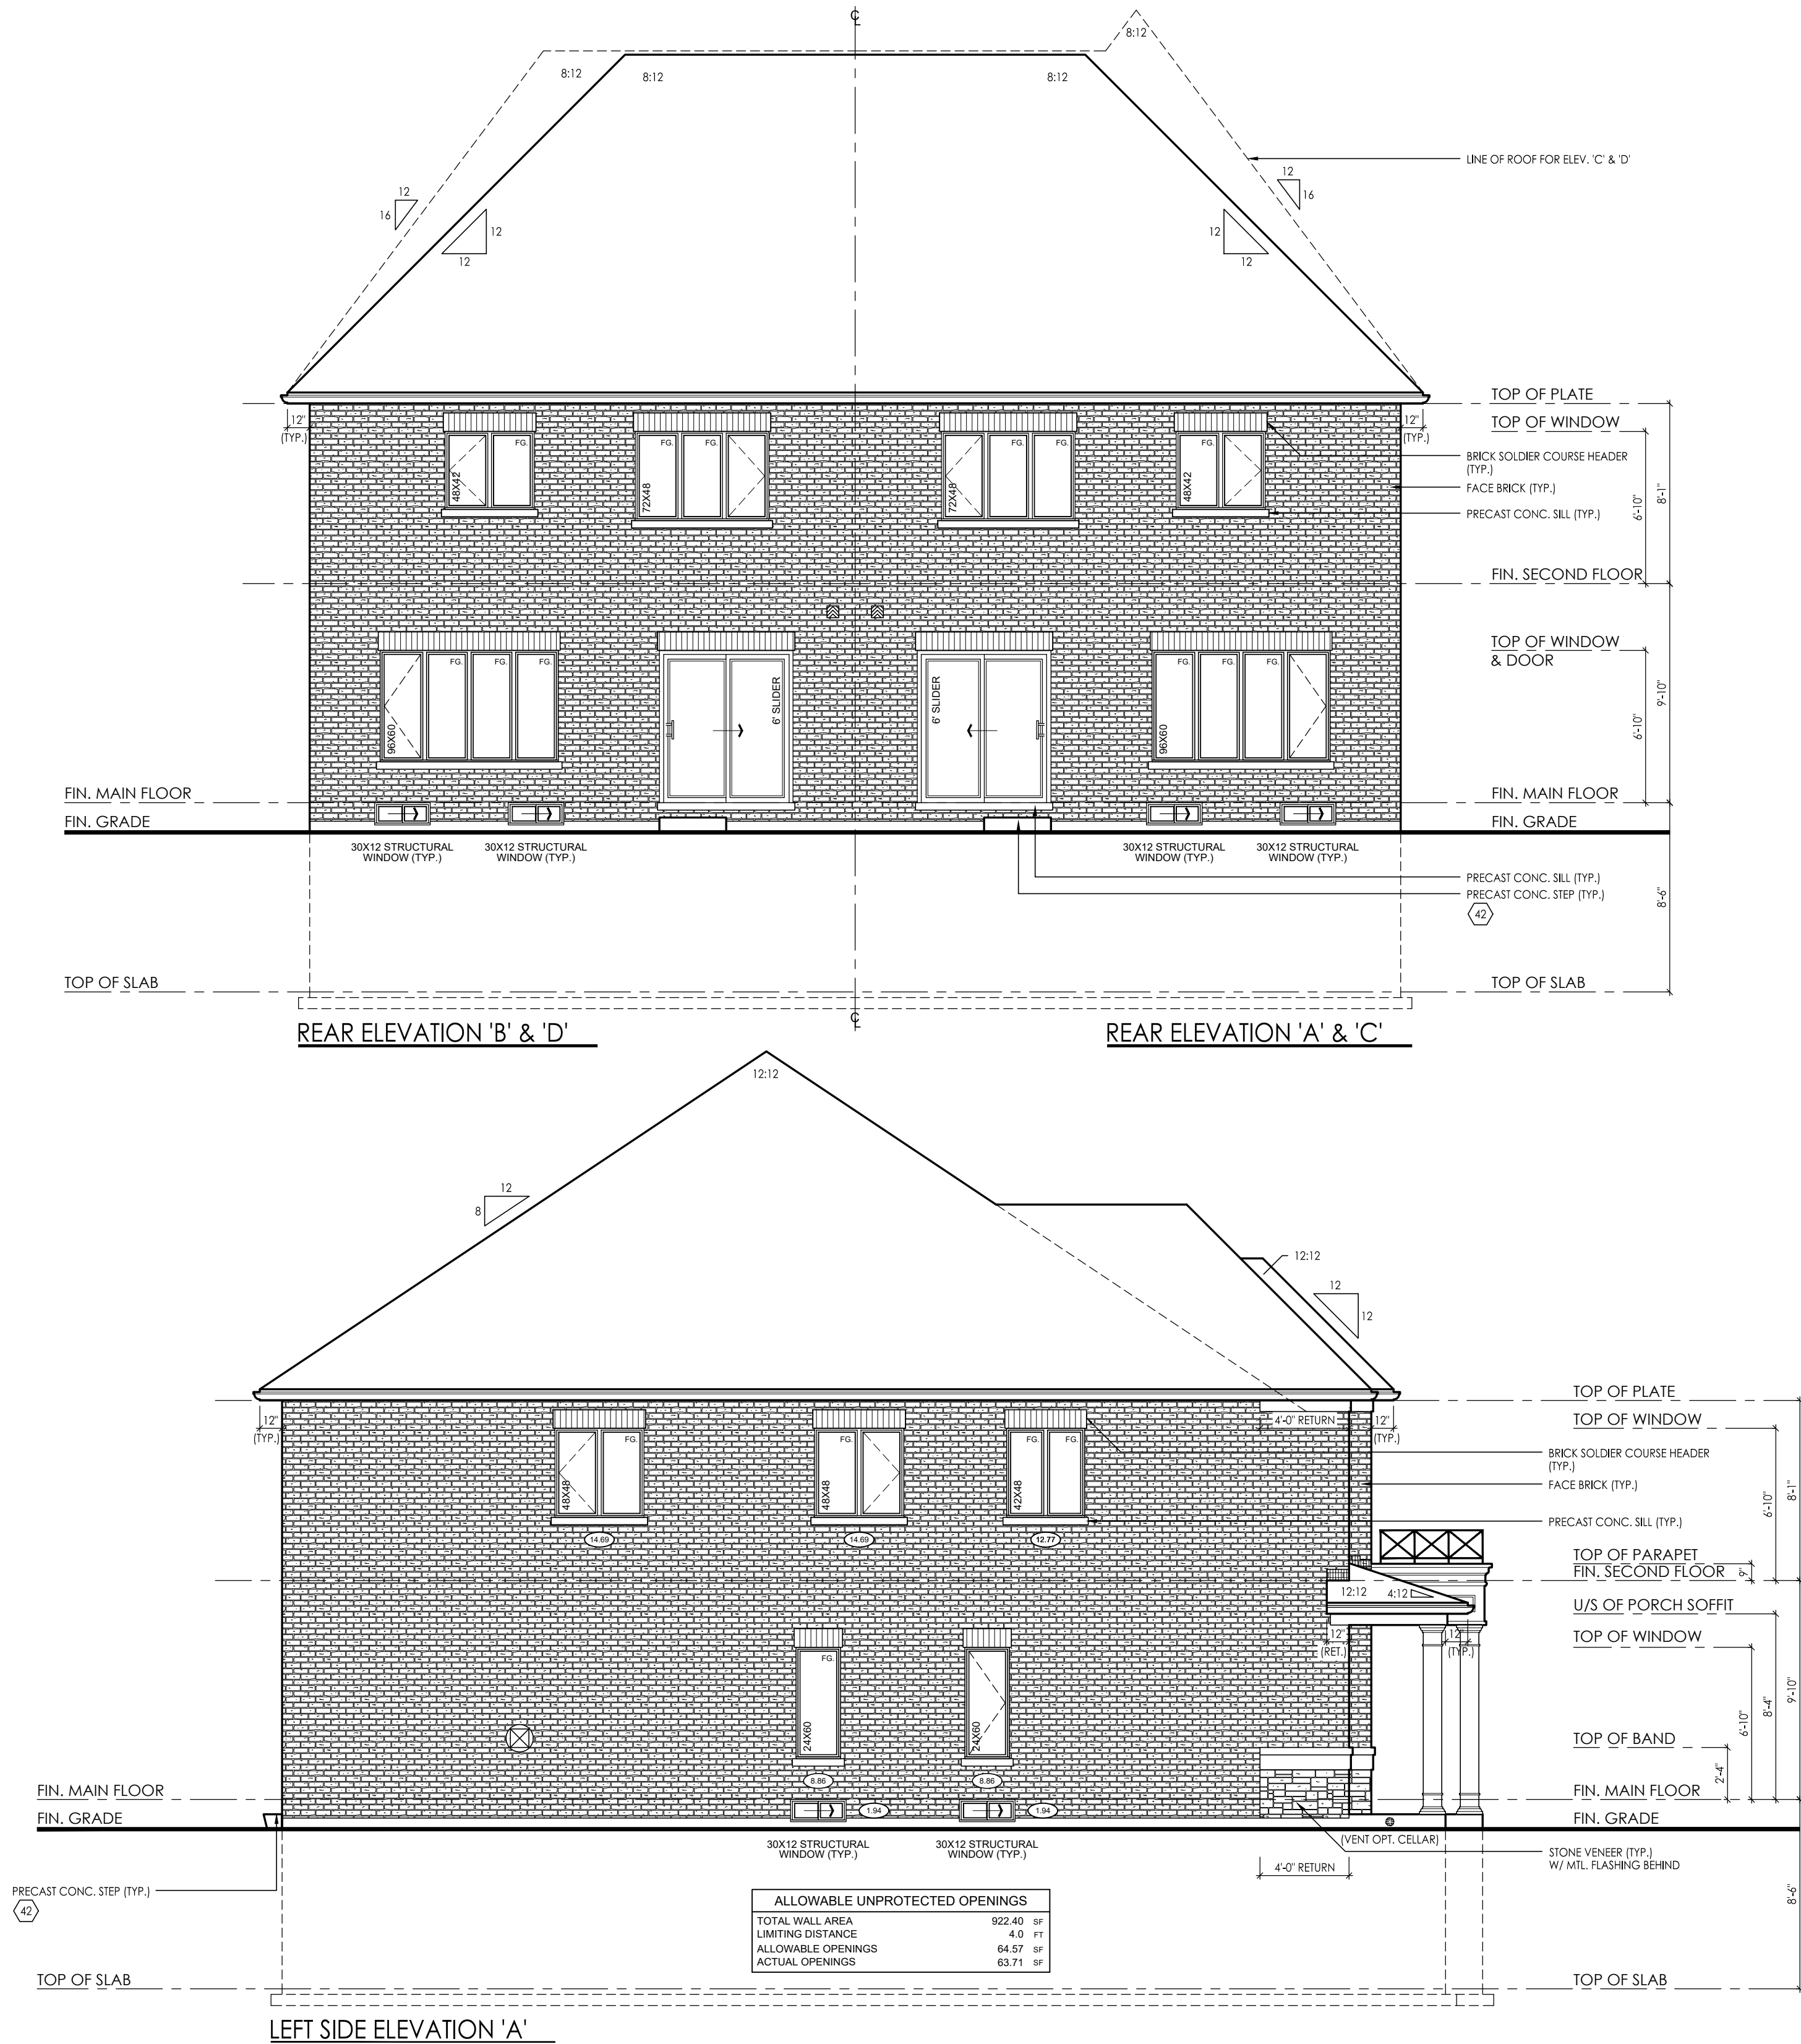 ℄
8:12
8:12
8:12
8:12
LINE OF ROOF FOR ELEV. 'C' & 'D'
12
16
12
12
12
16
12
12
TOP OF PLATE
12"
(TYP.)
12"
(TYP.)
TOP OF WINDOW
FG.
FG.
FG.
FG.
FG.
FG.
48X42
72X48
72X48
48X42
BRICK SOLDIER COURSE HEADER
(TYP.)
FACE BRICK (TYP.)
PRECAST CONC. SILL (TYP.)
6'-10"
8'-1"
FIN. SECOND FLOOR
TOP OF WINDOW
& DOOR
FG.
FG.
FG.
FG.
FG.
FG.
96X60
6' SLIDER
6' SLIDER
96X60
6'-10"
9'-10"
FIN. MAIN FLOOR
FIN. MAIN FLOOR
FIN. GRADE
FIN. GRADE
30X12 STRUCTURAL
WINDOW (TYP.)
30X12 STRUCTURAL
WINDOW (TYP.)
30X12 STRUCTURAL
WINDOW (TYP.)
30X12 STRUCTURAL
WINDOW (TYP.)
PRECAST CONC. SILL (TYP.)
PRECAST CONC. STEP (TYP.)
42
8'-6"
TOP OF SLAB
TOP OF SLAB
℄
REAR ELEVATION 'B' & 'D'
REAR ELEVATION 'A' & 'C'
12:12
12
8
12:12
12
12
TOP OF PLATE
12"
(TYP.)
4'-0" RETURN
12"
(TYP.)
TOP OF WINDOW
FG.
FG.
FG.
FG.
48X48
48X48
42X48
BRICK SOLDIER COURSE HEADER
(TYP.)
FACE BRICK (TYP.)
PRECAST CONC. SILL (TYP.)
14.69
14.69
12.77
6'-10"
8'-1"
TOP OF PARAPET
FIN. SECOND FLOOR
9"
12:12
4:12
U/S OF PORCH SOFFIT
TOP OF WINDOW
12"
(RET.)
12"
(TYP.)
FG.
24X60
24X60
6'-10"
8'-4"
9'-10"
TOP OF BAND
2'-4"
8.86
8.86
1.94
1.94
FIN. MAIN FLOOR
FIN. MAIN FLOOR
FIN. GRADE
FIN. GRADE
30X12 STRUCTURAL
WINDOW (TYP.)
30X12 STRUCTURAL
WINDOW (TYP.)
(VENT OPT. CELLAR)
4'-0" RETURN
STONE VENEER (TYP.)
W/ MTL. FLASHING BEHIND
PRECAST CONC. STEP (TYP.)
42
8'-6"
ALLOWABLE UNPROTECTED OPENINGS
TOTAL WALL AREA 922.40 SF
LIMITING DISTANCE 4.0 FT
ALLOWABLE OPENINGS 64.57 SF
ACTUAL OPENINGS 63.71 SF
TOP OF SLAB
TOP OF SLAB
LEFT SIDE ELEVATION 'A'